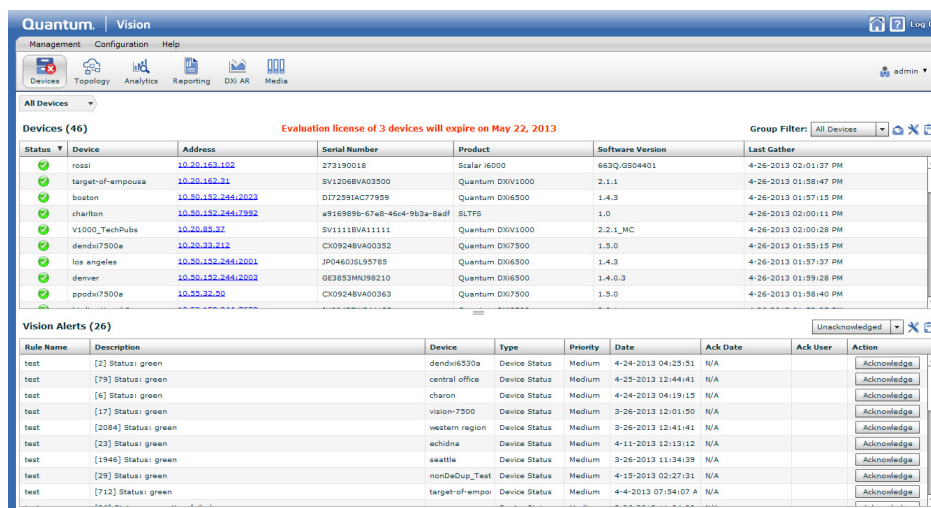 Quantum. | Vision
Log
Management Configuration Help
Devices Topology Analytics Reporting DXi AR Media
admin
All Devices
Devices (46) Evaluation license of 3 devices will expire on May 22, 2013 Group Filter: All Devices
Status Device Address Serial Number Product Software Version Last Gather
rossi 10.20.163.102 273190018 Scalar i6000 663Q.GS04401 4-26-2013 02:01:37 PM
target-of-empousa 10.20.162.31 SV1206BVA03500 Quantum DXiV1000 2.1.1 4-26-2013 01:58:47 PM
boston 10.50.152.244:2023 DI7259IAC77959 Quantum DXi6500 1.4.3 4-26-2013 01:57:15 PM
charlton 10.50.152.244:7992 a916989b-67e8-46c4-9b3a-8adf SLTFS 1.0 4-26-2013 02:00:11 PM
V1000_TechPubs 10.20.85.37 SV1111BVA11111 Quantum DXiV1000 2.2.1_MC 4-26-2013 02:00:28 PM
dendxi7500a 10.20.33.212 CX0924BVA00352 Quantum DXi7500 1.5.0 4-26-2013 01:55:15 PM
los angeles 10.50.152.244:2001 JP0460JSL95785 Quantum DXi6500 1.4.3 4-26-2013 01:57:37 PM
denver 10.50.152.244:2003 GE3853MNJ98210 Quantum DXi6500 1.4.0.3 4-26-2013 01:59:28 PM
ppodxi7500a 10.55.32.50 CX0924BVA00363 Quantum DXi7500 1.5.0 4-26-2013 01:58:40 PM
Vision Alerts (26) Unacknowledged
Rule Name Description Device Type Priority Date Ack Date Ack User Action
test [2] Status: green dendxi6530a Device Status Medium 4-24-2013 04:25:51 N/A Acknowledge
test [79] Status: green central office Device Status Medium 4-25-2013 12:44:41 N/A Acknowledge
test [6] Status: green charon Device Status Medium 4-24-2013 04:19:15 N/A Acknowledge
test [17] Status: green vision-7500 Device Status Medium 3-26-2013 12:01:50 N/A Acknowledge
test [2084] Status: green western region Device Status Medium 3-26-2013 12:41:41 N/A Acknowledge
test [23] Status: green echidna Device Status Medium 4-11-2013 12:13:12 N/A Acknowledge
test [1946] Status: green seattle Device Status Medium 3-26-2013 11:34:39 N/A Acknowledge
test [29] Status: green nonDeDup_Test Device Status Medium 4-15-2013 02:27:31 N/A Acknowledge
test [712] Status: green target-of-empo Device Status Medium 4-4-2013 07:54:07 A N/A Acknowledge